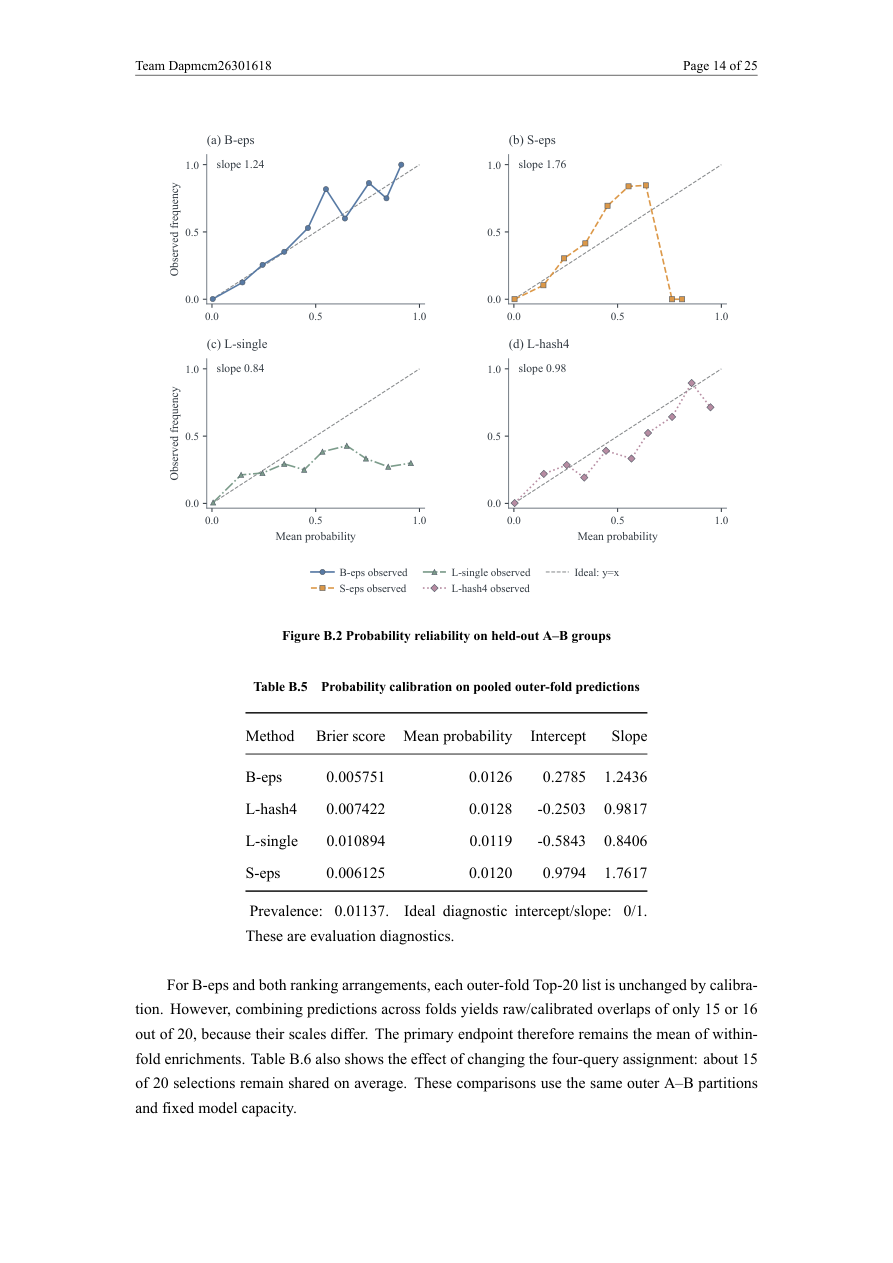 Team Dapmcm26301618 Page 14 of 25
(a) B-eps
(b) S-eps
slope 1.24
slope 1.76
Observed frequency
1.0
0.5
0.0
1.0
0.5
0.0
0.0 0.5 1.0
0.0 0.5 1.0
(c) L-single
(d) L-hash4
slope 0.84
slope 0.98
Observed frequency
1.0
0.5
0.0
1.0
0.5
0.0
0.0 0.5 1.0
0.0 0.5 1.0
Mean probability
Mean probability
B-eps observed L-single observed Ideal: y=x
S-eps observed L-hash4 observed
Figure B.2 Probability reliability on held-out A–B groups
Table B.5 Probability calibration on pooled outer-fold predictions
Method Brier score Mean probability Intercept Slope
B-eps 0.005751 0.0126 0.2785 1.2436
L-hash4 0.007422 0.0128 -0.2503 0.9817
L-single 0.010894 0.0119 -0.5843 0.8406
S-eps 0.006125 0.0120 0.9794 1.7617
Prevalence: 0.01137. Ideal diagnostic intercept/slope: 0/1.
These are evaluation diagnostics.
For B-eps and both ranking arrangements, each outer-fold Top-20 list is unchanged by calibra-
tion. However, combining predictions across folds yields raw/calibrated overlaps of only 15 or 16
out of 20, because their scales differ. The primary endpoint therefore remains the mean of within-
fold enrichments. Table B.6 also shows the effect of changing the four-query assignment: about 15
of 20 selections remain shared on average. These comparisons use the same outer A–B partitions
and fixed model capacity.